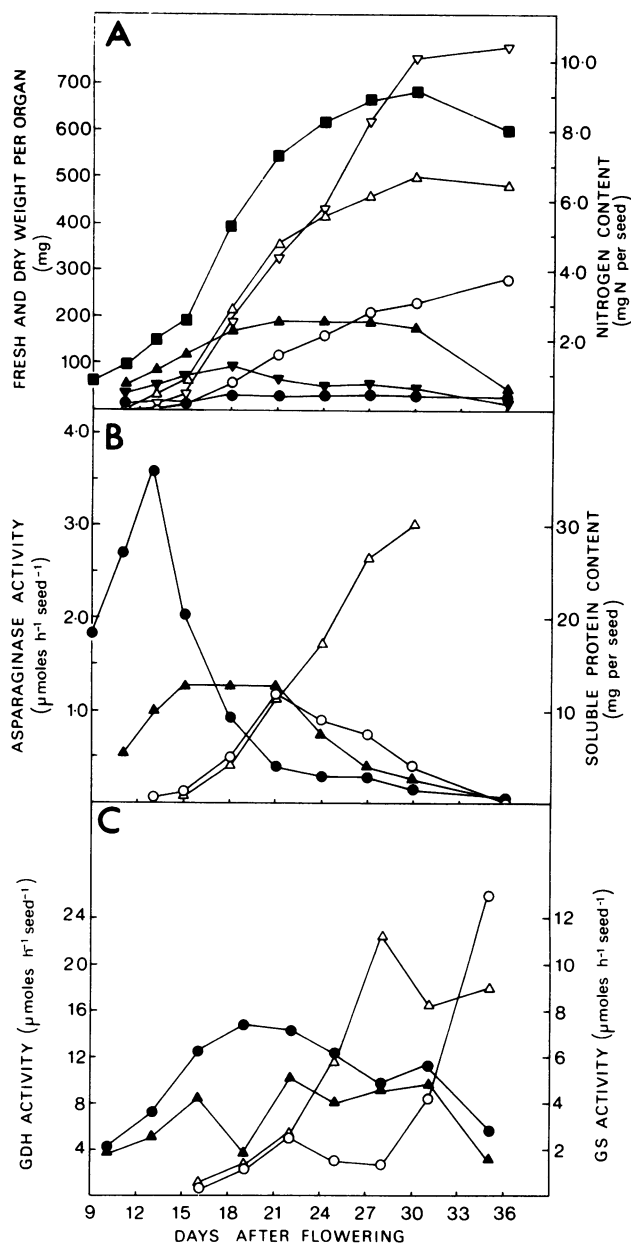 A
FRESH AND DRY WEIGHT PER ORGAN
(mg)
700
600
500
400
300
200
100
10·0
8·0
6·0
4·0
2·0
NITROGEN CONTENT
(mg N per seed)
B
ASPARAGINASE ACTIVITY
(μmoles h⁻¹ seed⁻¹)
4·0
3·0
2·0
1·0
30
20
10
SOLUBLE PROTEIN CONTENT
(mg per seed)
C
GDH ACTIVITY (μmoles h⁻¹ seed⁻¹)
24
20
16
12
8
4
12
10
8
6
4
2
GS ACTIVITY (μmoles h⁻¹ seed⁻¹)
9 15 18 21 24 27 30 33 36
DAYS AFTER FLOWERING